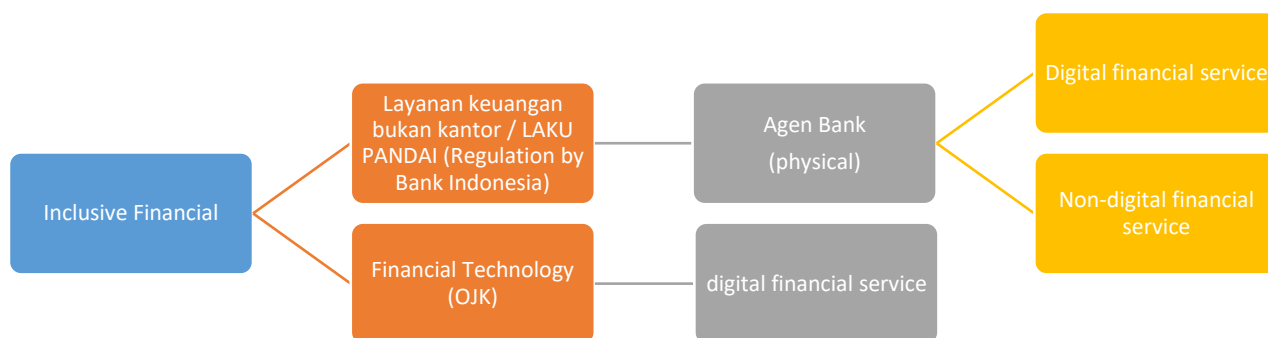 Inclusive Financial
Layanan keuangan
bukan kantor / LAKU
PANDAI (Regulation by
Bank Indonesia)
Financial Technology
(OJK)
Agen Bank
(physical)
digital financial service
Digital financial service
Non-digital financial
service